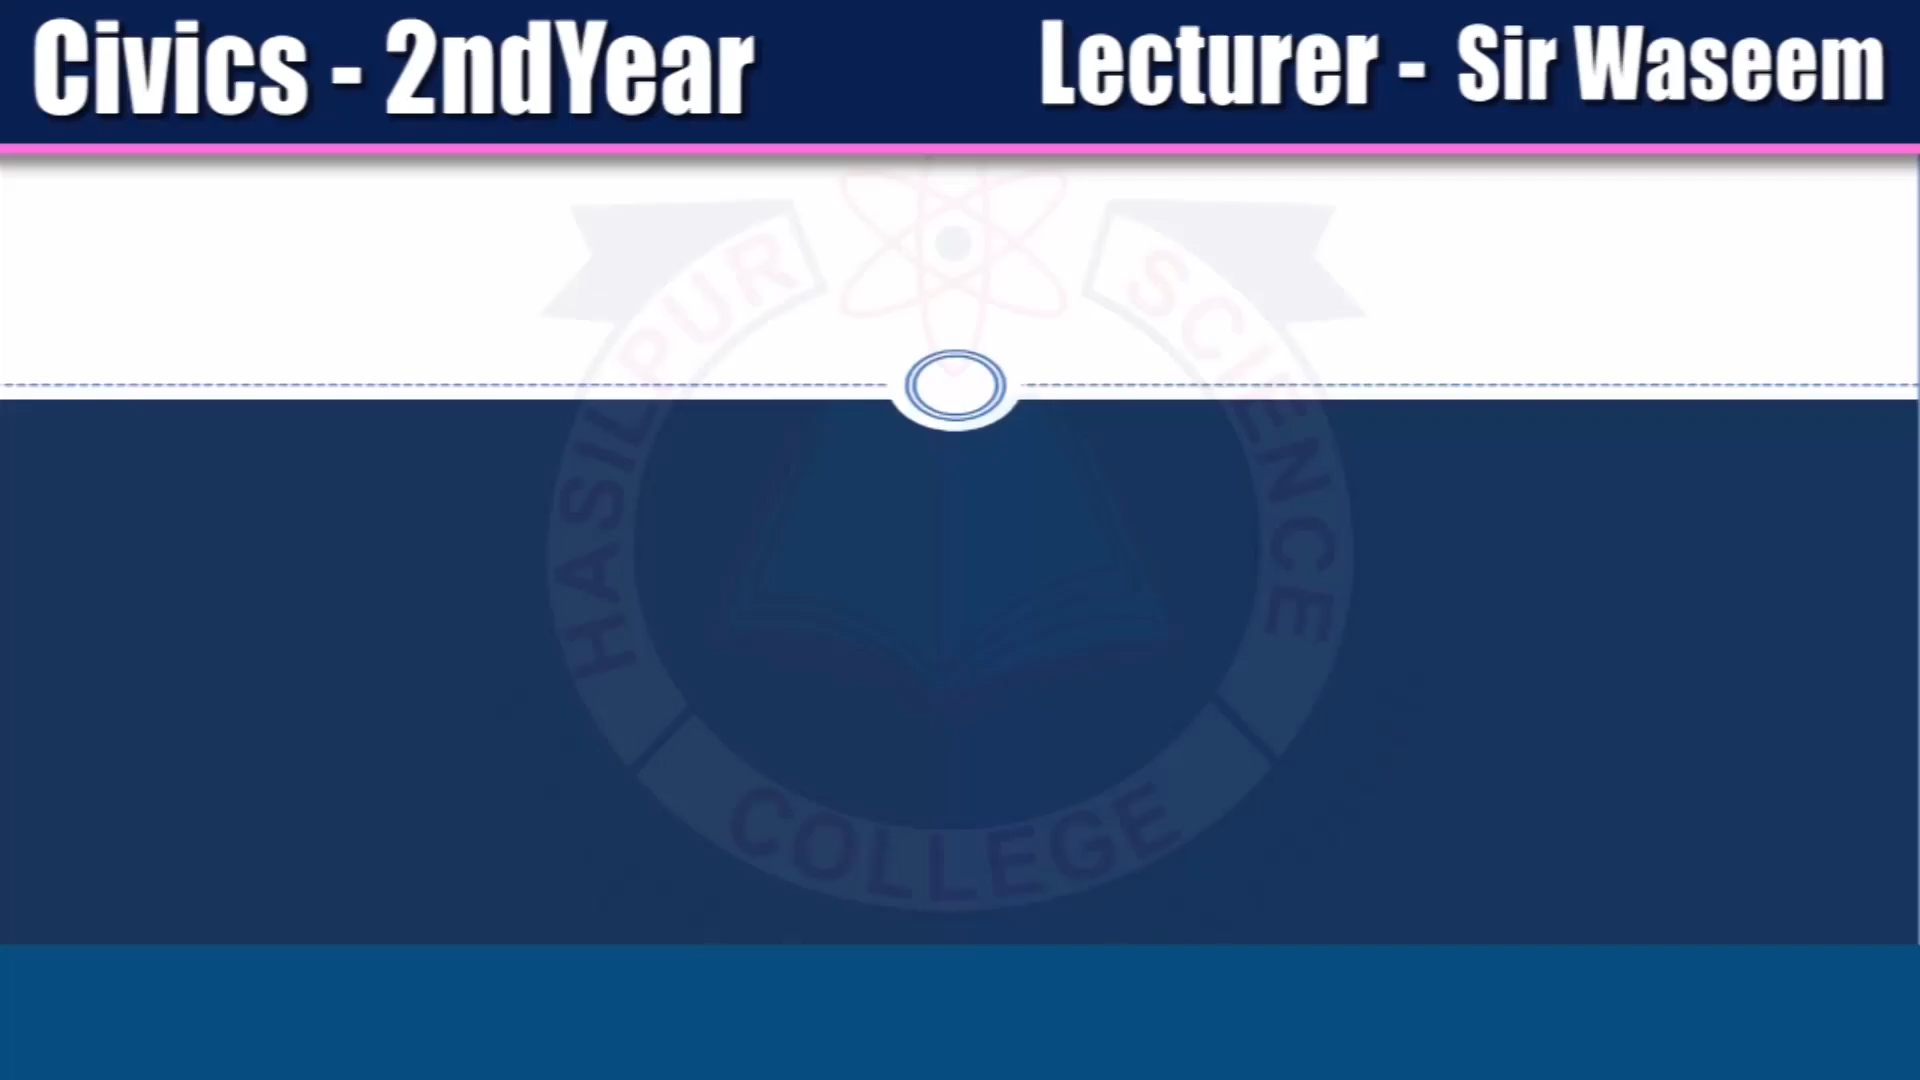 Civics - 2ndYear
Lecturer - Sir Waseem
HASILPUR SCIENCE
COLLEGE